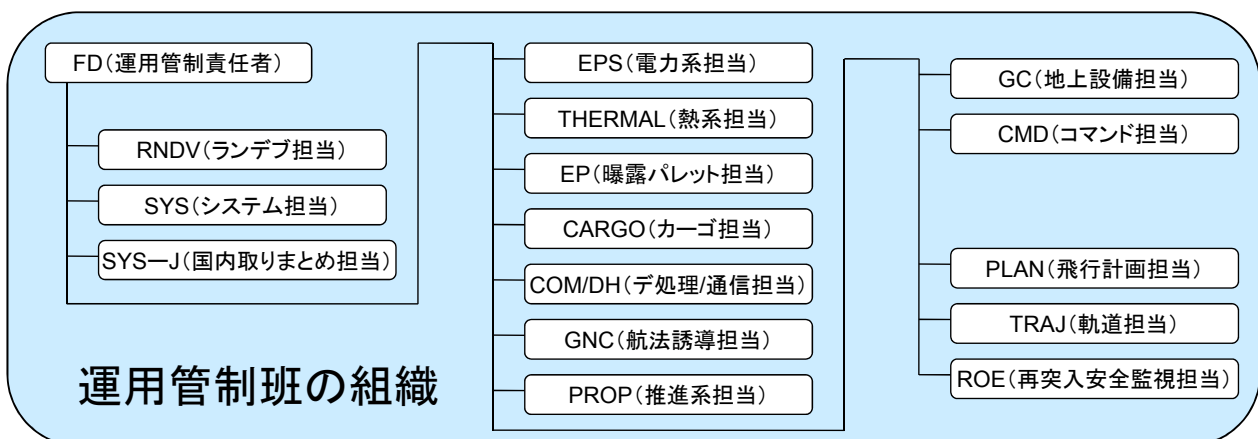 FD(運用管制責任者)
RNDV(ランデブ担当)
SYS(システム担当)
SYSーJ(国内取りまとめ担当)
EPS(電力系担当)
THERMAL(熱系担当)
EP(曝露パレット担当)
CARGO(カーゴ担当)
COM/DH(デ処理/通信担当)
GNC(航法誘導担当)
PROP(推進系担当)
GC(地上設備担当)
CMD(コマンド担当)
PLAN(飛行計画担当)
TRAJ(軌道担当)
ROE(再突入安全監視担当)
運用管制班の組織